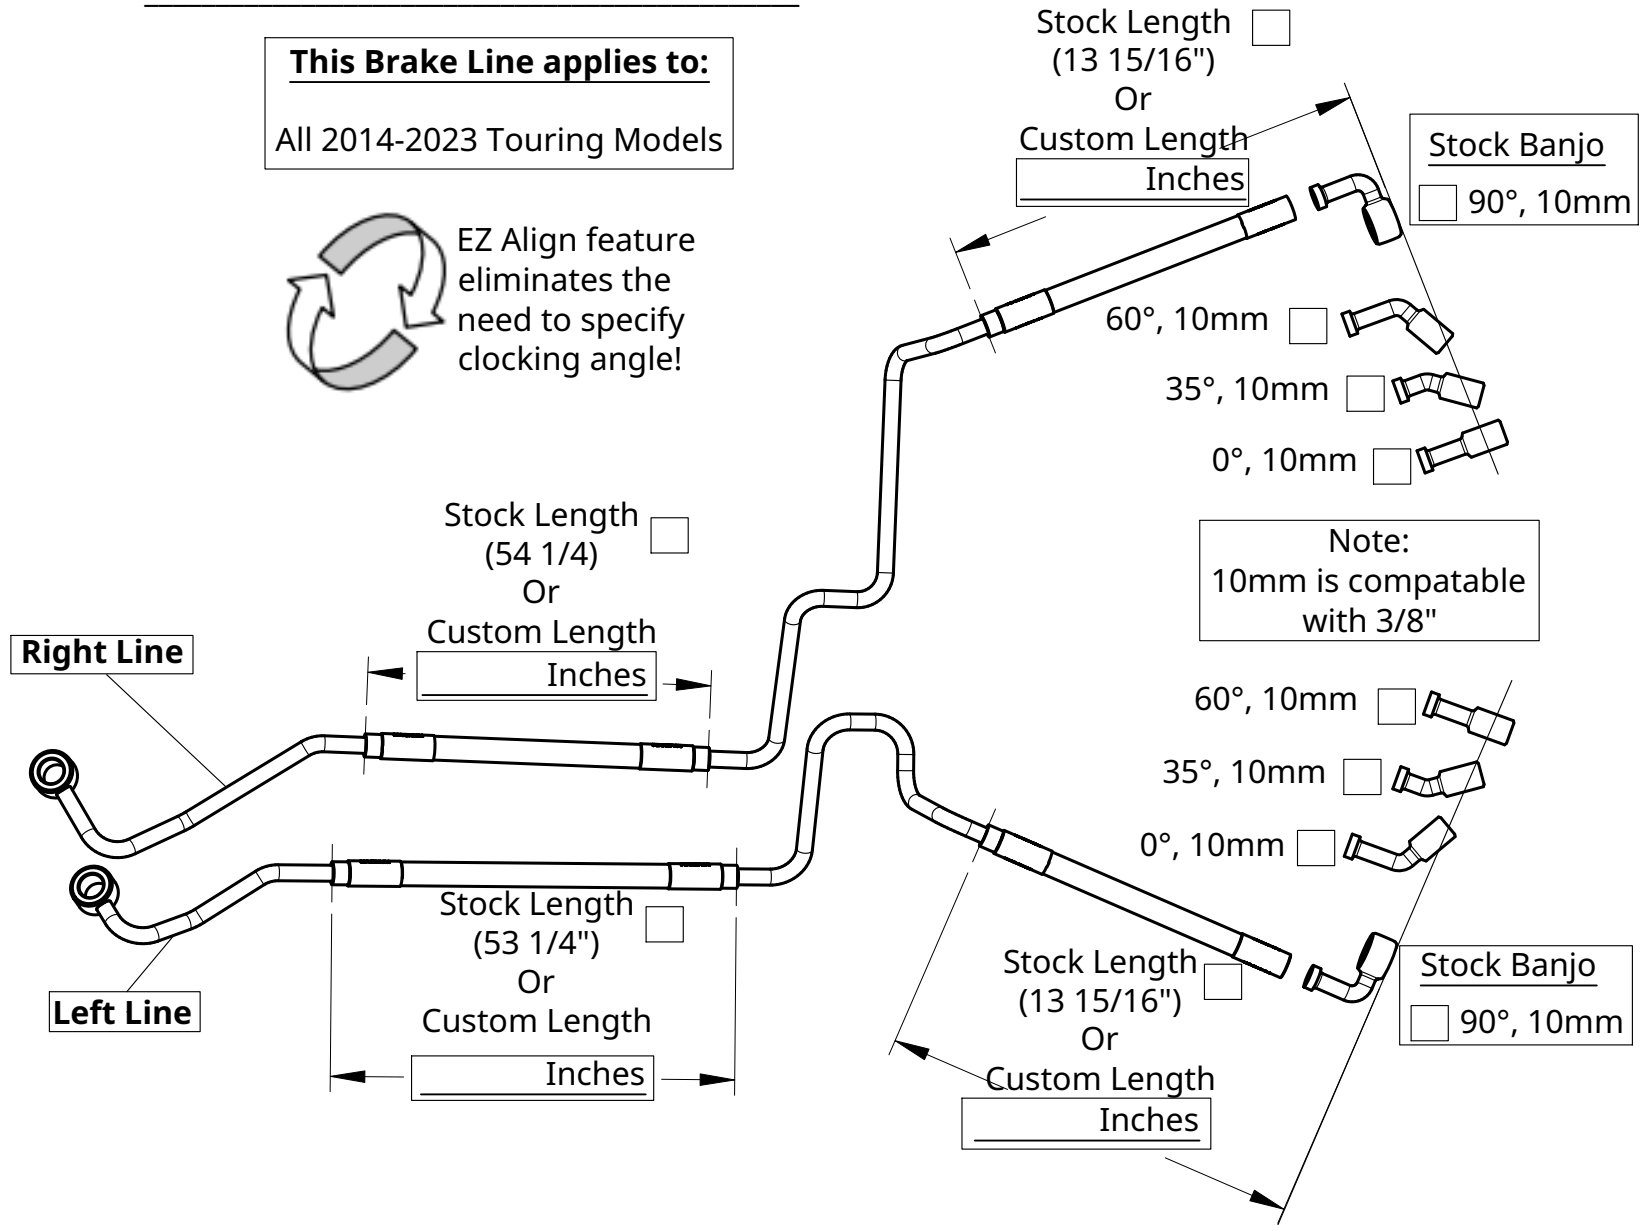 This Brake Line applies to:
All 2014-2023 Touring Models
EZ Align feature
eliminates the
need to specify
clocking angle!
Stock Length
(13 15/16")
Or
Custom Length
Inches
Stock Banjo
90°, 10mm
60°, 10mm
35°, 10mm
0°, 10mm
Stock Length
(54 1/4)
Or
Custom Length
Inches
Note:
10mm is compatable
with 3/8"
Right Line
60°, 10mm
35°, 10mm
0°, 10mm
Stock Length
(53 1/4")
Or
Custom Length
Inches
Left Line
Stock Length
(13 15/16")
Or
Custom Length
Inches
Stock Banjo
90°, 10mm